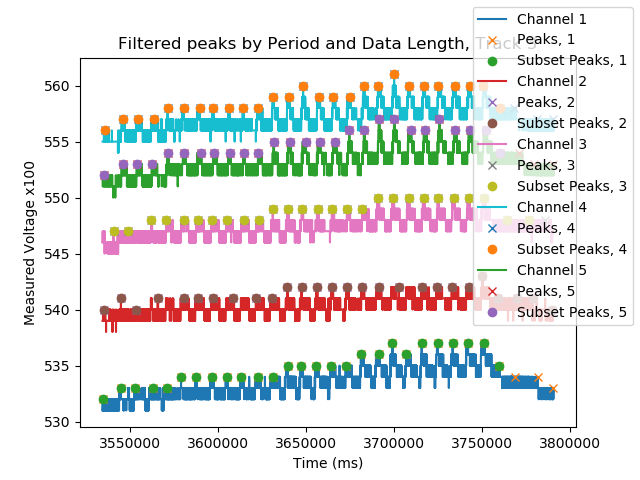 Filtered peaks by Period and Data Length, Track 5
Measured Voltage x100
560
555
550
545
540
535
530
3550000
3600000
3650000
3700000
3750000
3800000
Time (ms)
Channel 1
Peaks, 1
Subset Peaks, 1
Channel 2
Peaks, 2
Subset Peaks, 2
Channel 3
Peaks, 3
Subset Peaks, 3
Channel 4
Peaks, 4
Subset Peaks, 4
Channel 5
Peaks, 5
Subset Peaks, 5